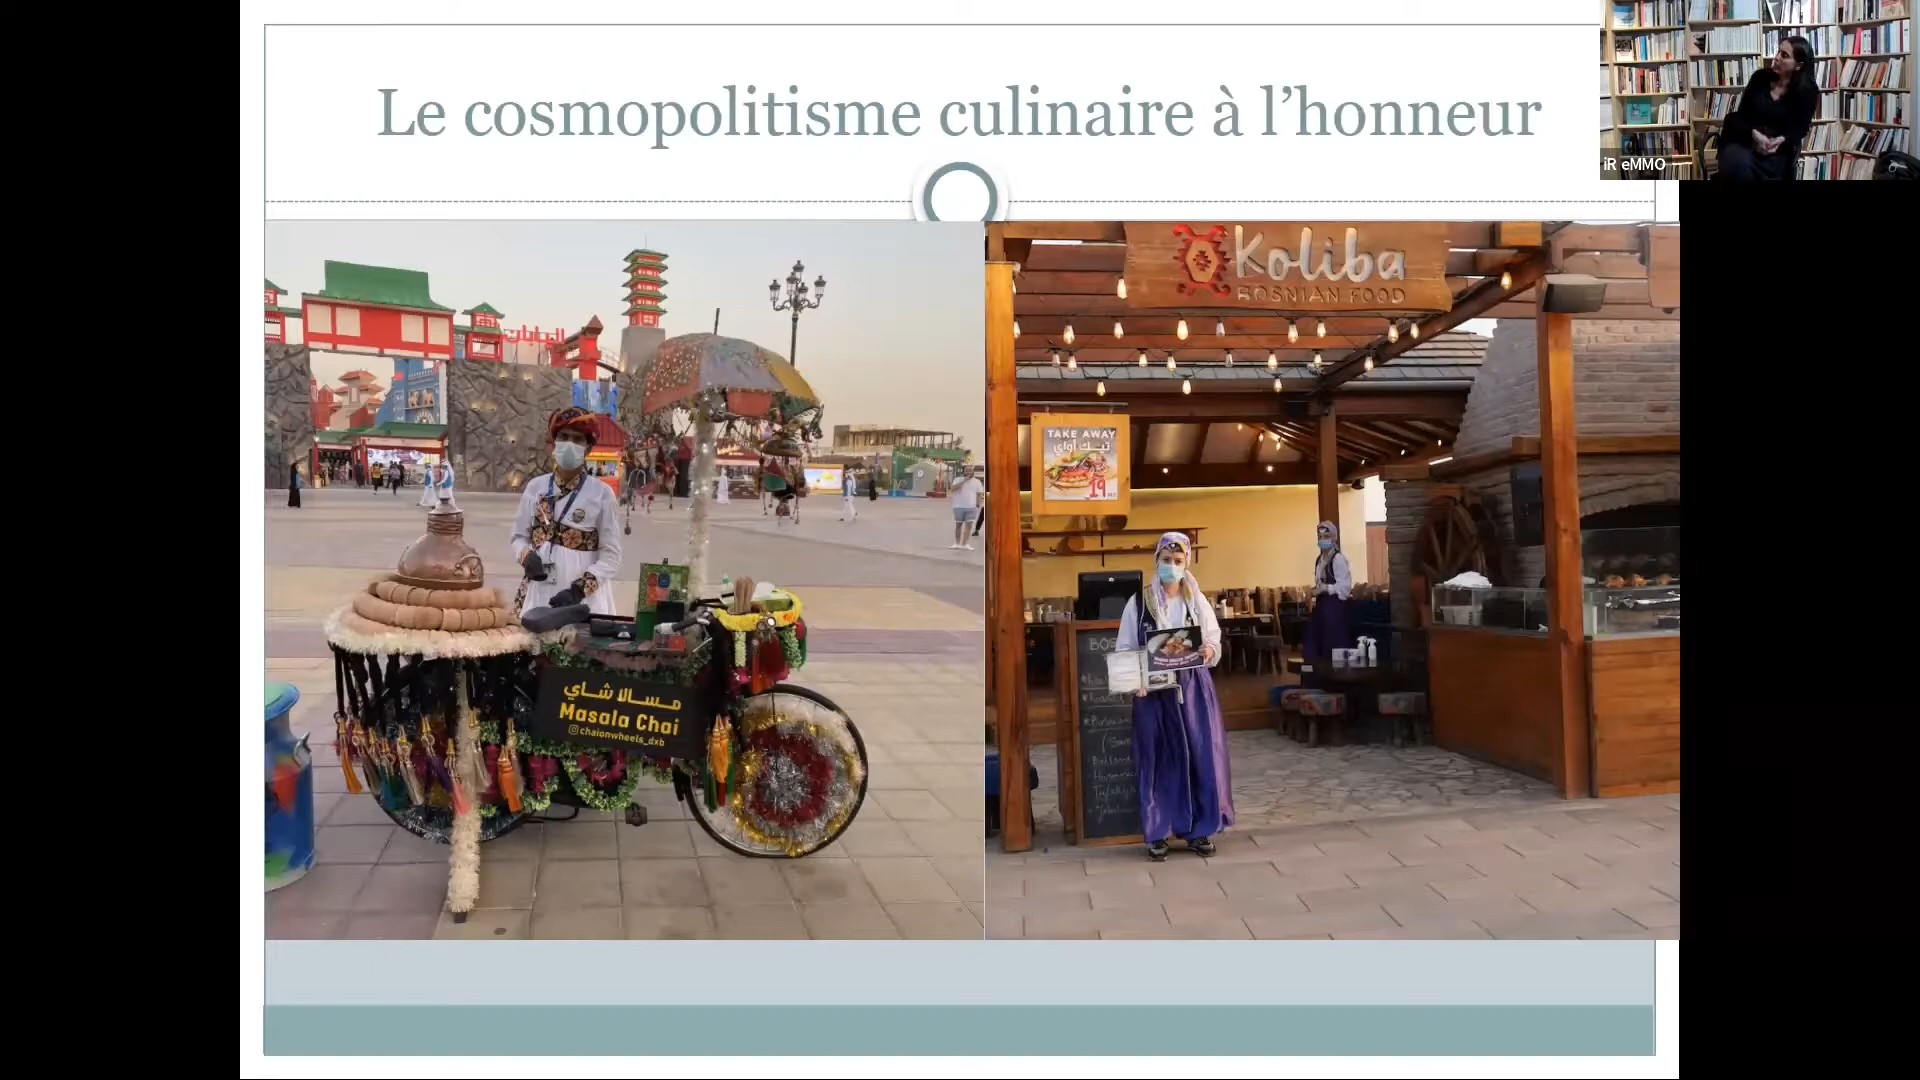 Le cosmopolitisme culinaire à l'honneur
iR eMMO
اليابان
Koliba
BOSNIAN FOOD
TAKE AWAY
تيك أواي
19
مسالا شاي
Masala Chai
chaionwheels_dxb